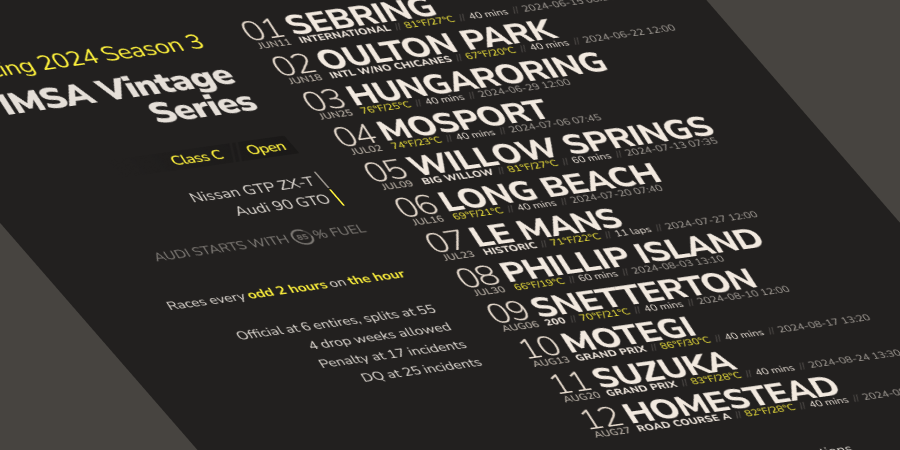 2024 Season 3
IMSA Vintage
Series
Class C Open
Nissan GTP ZX-T
Audi 90 GTO
AUDI STARTS WITH 85 % FUEL
Races every odd 2 hours on the hour
Official at 6 entires, splits at 55
4 drop weeks allowed
Penalty at 17 incidents
DQ at 25 incidents
01 SEBRING
JUN11 INTERNATIONAL // 81°F/27°C // 40 mins // 2024-06-15
02 OULTON PARK
JUN18 INTL W/NO CHICANES // 67°F/20°C // 40 mins // 2024-06-22 12:00
03 HUNGARORING
JUN25 76°F/25°C // 40 mins // 2024-06-29 12:00
04 MOSPORT
JUL02 74°F/23°C // 40 mins // 2024-07-06 07:45
05 WILLOW SPRINGS
JUL09 BIG WILLOW // 81°F/27°C // 60 mins // 2024-07-13 07:35
06 LONG BEACH
JUL16 69°F/21°C // 40 mins // 2024-07-20 07:40
07 LE MANS
JUL23 HISTORIC // 71°F/22°C // 11 laps // 2024-07-27 12:00
08 PHILLIP ISLAND
JUL30 66°F/19°C // 60 mins // 2024-08-03 13:10
09 SNETTERTON
AUG06 200 // 70°F/21°C // 40 mins // 2024-08-10 12:00
10 MOTEGI
AUG13 GRAND PRIX // 86°F/30°C // 40 mins // 2024-08-17 13:20
11 SUZUKA
AUG20 GRAND PRIX // 83°F/28°C // 40 mins // 2024-08-24 13:30
12 HOMESTEAD
AUG27 ROAD COURSE A // 82°F/28°C // 40 mins //